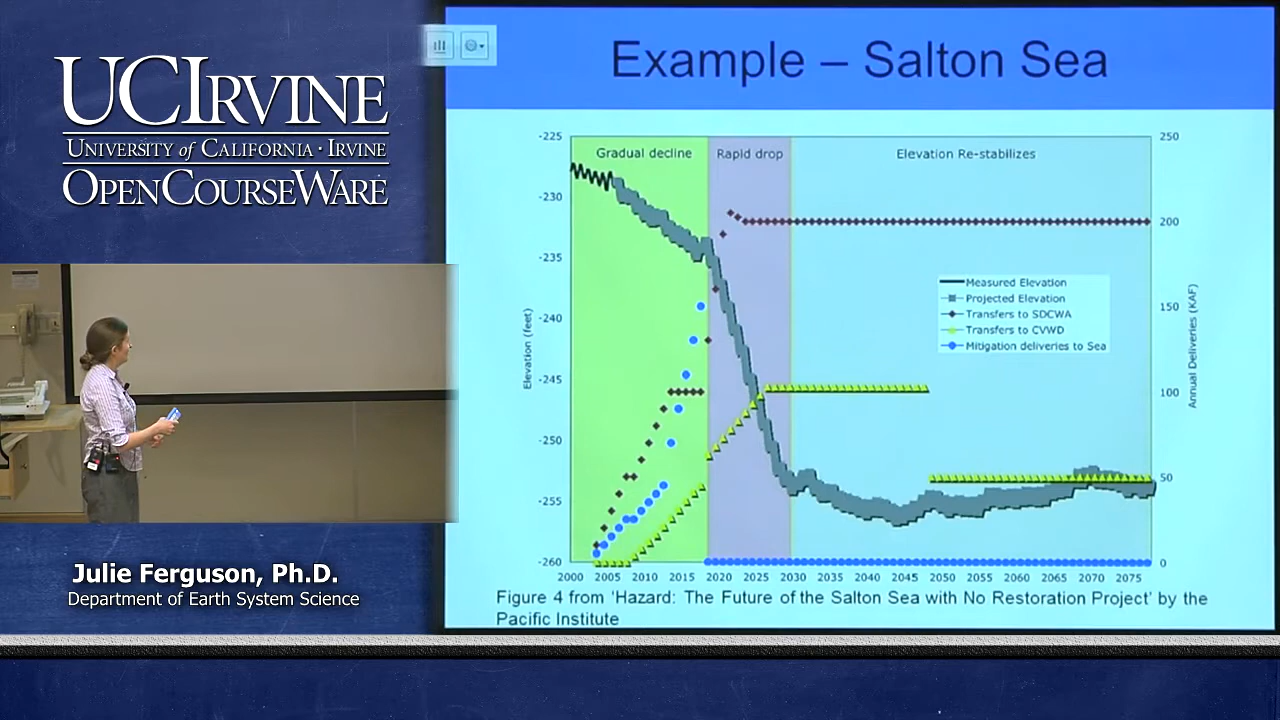 UCIRVINE
UNIVERSITY of CALIFORNIA · IRVINE
OPENCOURSEWARE
Julie Ferguson, Ph.D.
Department of Earth System Science
Example – Salton Sea
Gradual decline
Rapid drop
Elevation Re-stabilizes
Elevation (feet)
-225
-230
-235
-240
-245
-250
-255
-260
250
200
150
100
50
0
Annual Deliveries (KAF)
Measured Elevation
Projected Elevation
Transfers to SDCWA
Transfers to CVWD
Mitigation deliveries to Sea
2000 2005 2010 2015 2020 2025 2030 2035 2040 2045 2050 2055 2060 2065 2070 2075
Figure 4 from 'Hazard: The Future of the Salton Sea with No Restoration Project' by the
Pacific Institute